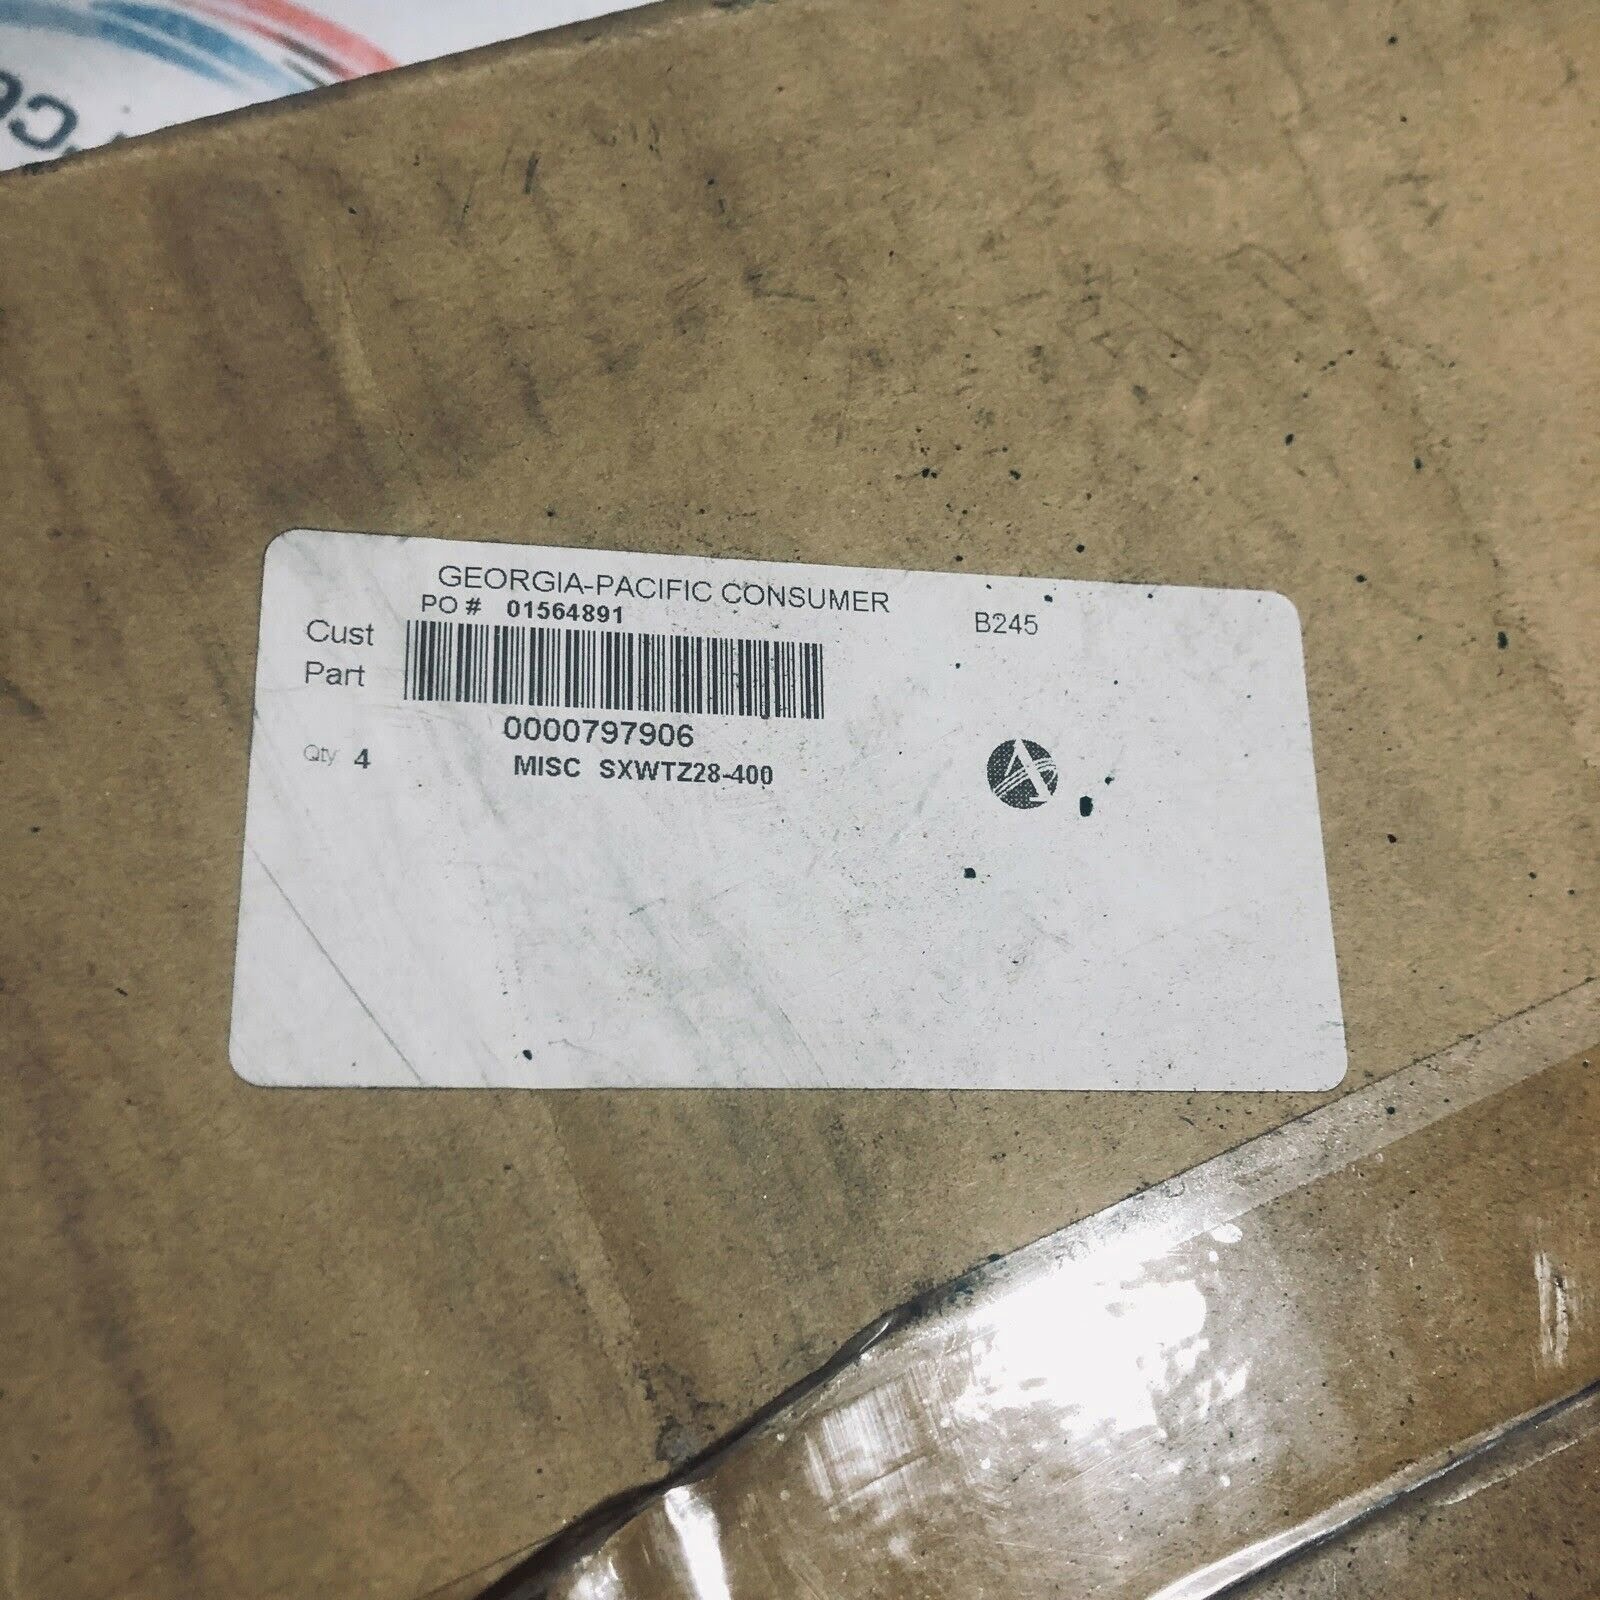 GEORGIA-PACIFIC CONSUMER
PO # 01564891
B245
Cust
Part
0000797906
Qty 4
MISC SXWTZ28-400